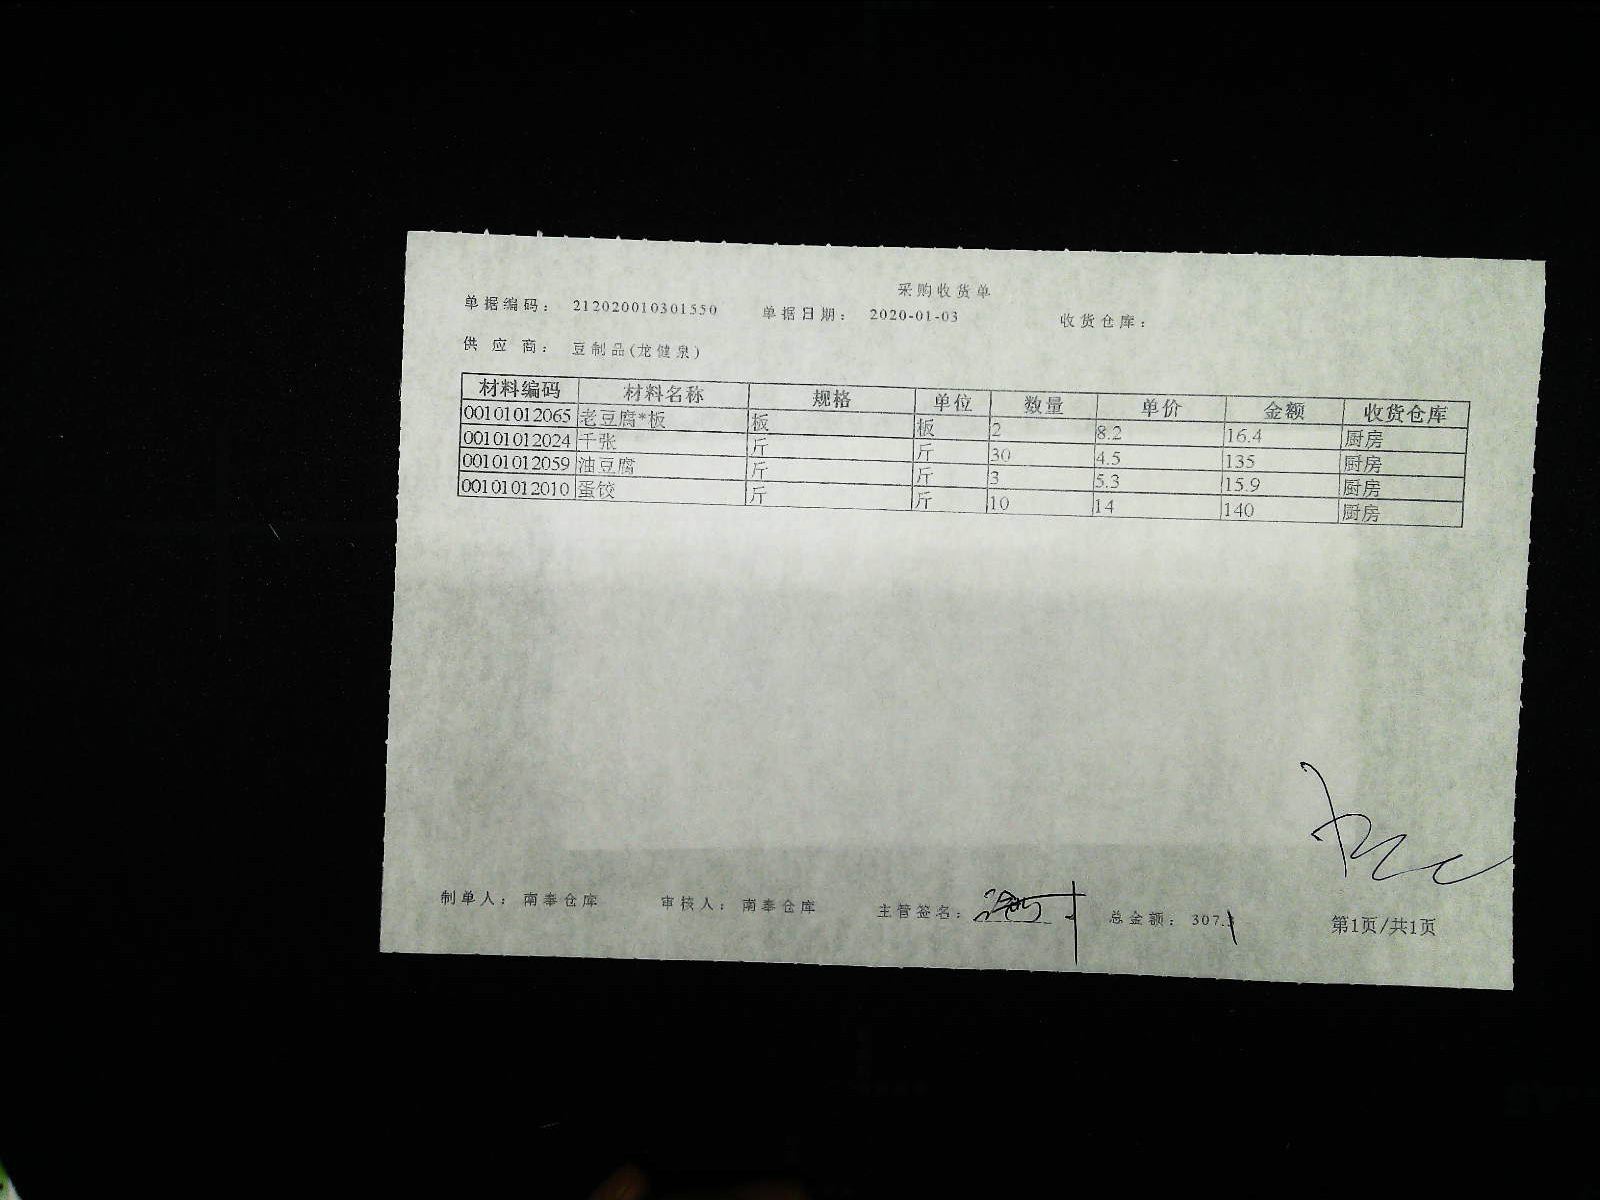 采购收货单
单据编码： 212020010301550 单据日期： 2020-01-03 收货仓库：
供应商： 豆制品(龙健泉)
材料编码 材料名称 规格 单位 数量 单价 金额 收货仓库
00101012065 老豆腐*板 板 板 2 8.2 16.4 厨房
00101012024 千张 斤 斤 30 4.5 135 厨房
00101012059 油豆腐 斤 斤 3 5.3 15.9 厨房
00101012010 蛋饺 斤 斤 10 14 140 厨房
制单人： 南奉仓库 审核人： 南奉仓库 主管签名： 总金额： 307.3 第1页/共1页